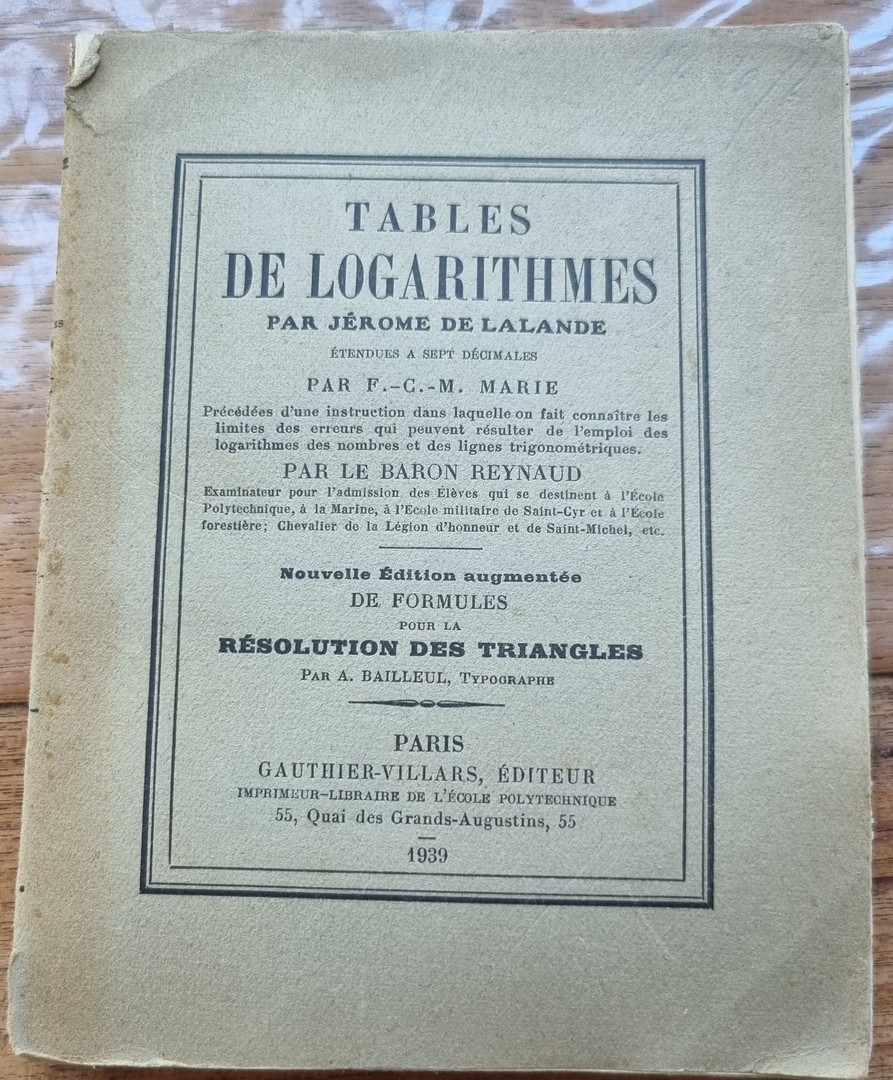 TABLES
DE LOGARITHMES
PAR JÉROME DE LALANDE
ÉTENDUES A SEPT DÉCIMALES
PAR F.-C.-M. MARIE
Précédées d'une instruction dans laquelle on fait connaître les
limites des erreurs qui peuvent résulter de l'emploi des
logarithmes des nombres et des lignes trigonométriques.
PAR LE BARON REYNAUD
Examinateur pour l'admission des Élèves qui se destinent à l'École
Polytechnique, à la Marine, à l'École militaire de Saint-Cyr et à l'École
forestière; Chevalier de la Légion d'honneur et de Saint-Michel, etc.
Nouvelle Édition augmentée
DE FORMULES
POUR LA
RÉSOLUTION DES TRIANGLES
PAR A. BAILLEUL, TYPOGRAPHE
PARIS
GAUTHIER-VILLARS, ÉDITEUR
IMPRIMEUR-LIBRAIRE DE L'ÉCOLE POLYTECHNIQUE
55, Quai des Grands-Augustins, 55
1939